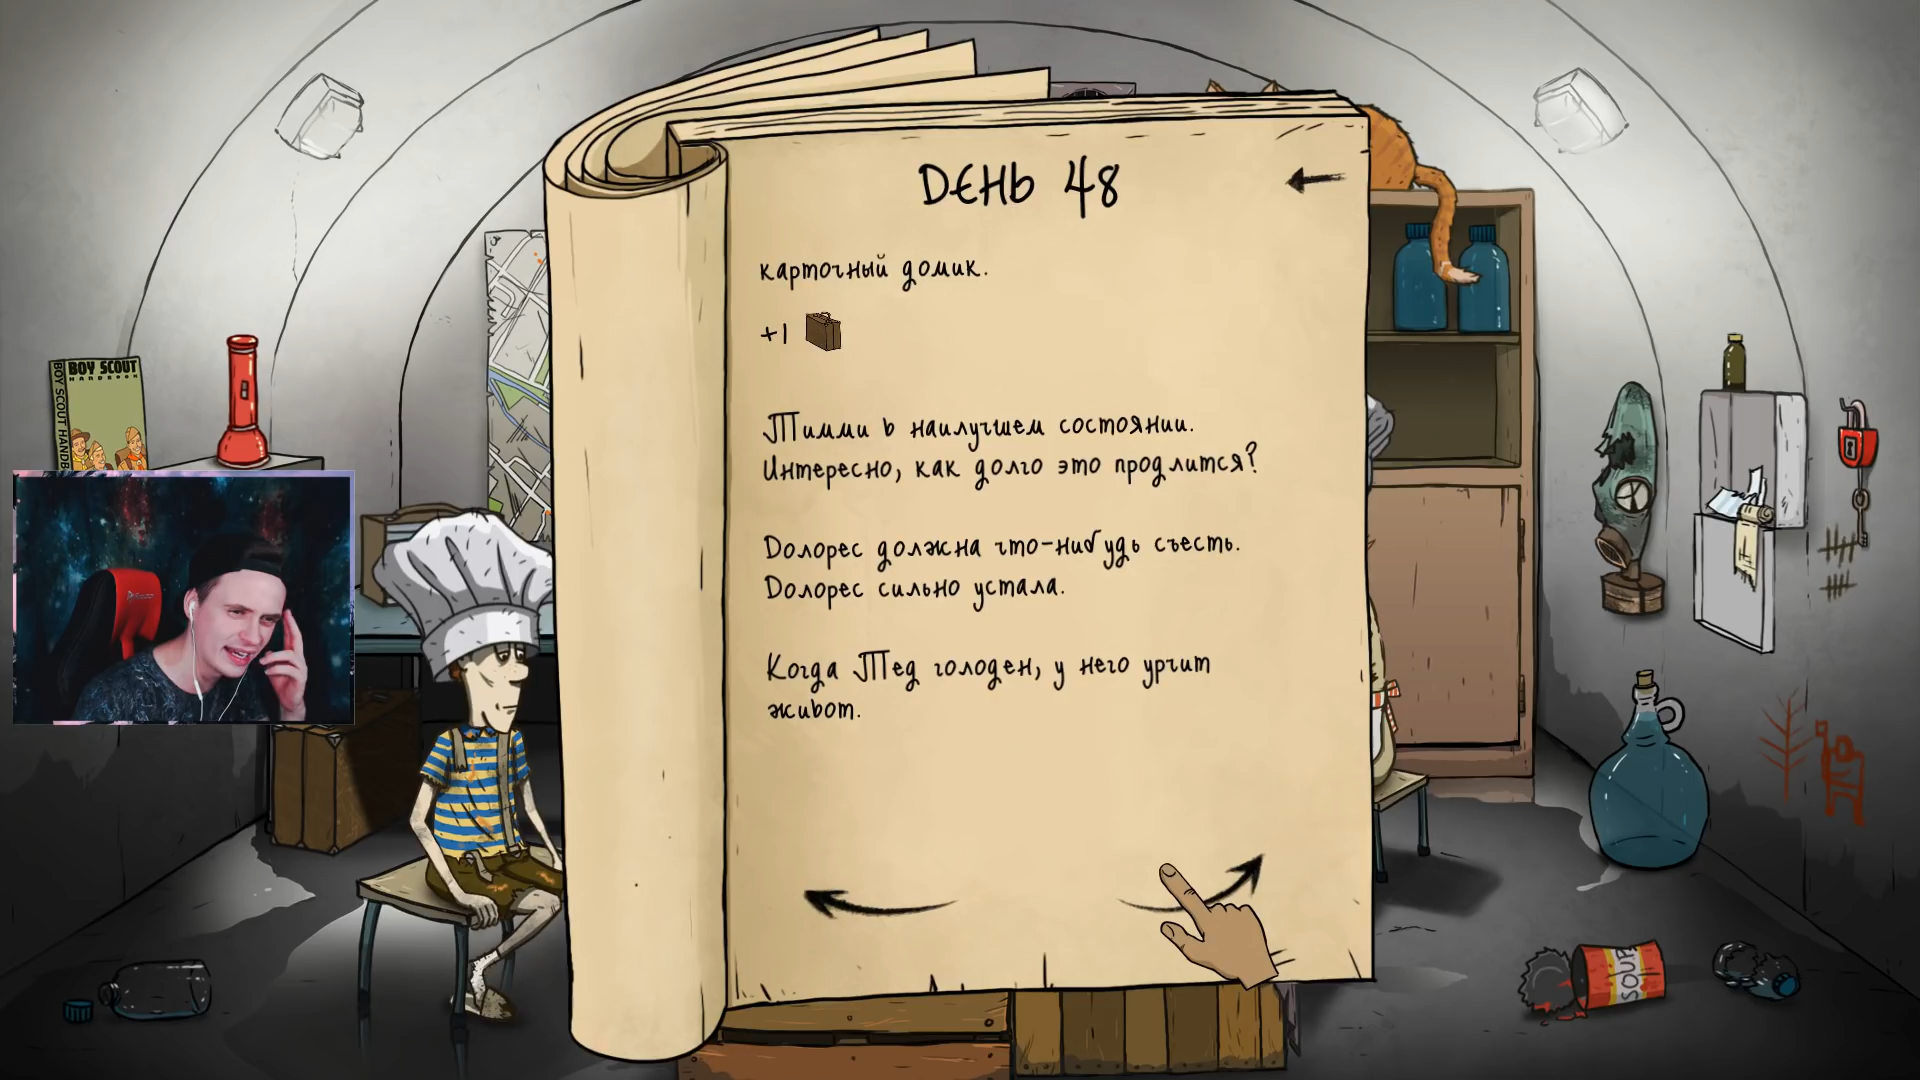 ДЕНЬ 48
карточный домик.
+1
Тимми в наилучшем состоянии.
Интересно, как долго это продлится?
Долорес должна что-нибудь съесть.
Долорес сильно устала.
Когда Тед голоден, у него урчит
живот.
BOY SCOUT
HANDBOOK
BOY SCOUT HANDB
SOUP